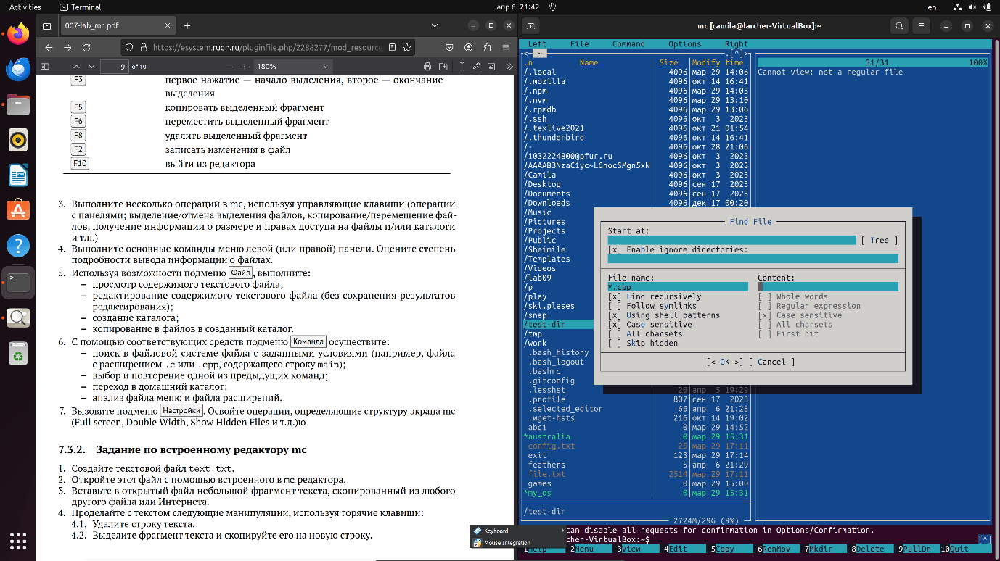 Activities
Terminal
апр 6 21:42
en
007-lab_mc.pdf
https://esystem.rudn.ru/pluginfile.php/2288277/mod_resource
9 of 10
180%
F3 первое нажатие — начало выделения, второе — окончание
выделения
F5 копировать выделенный фрагмент
F6 переместить выделенный фрагмент
F8 удалить выделенный фрагмент
F2 записать изменения в файл
F10 выйти из редактора
3. Выполните несколько операций в mc, используя управляющие клавиши (операции
с панелями; выделение/отмена выделения файлов, копирование/перемещение фай-
лов, получение информации о размере и правах доступа на файлы и/или каталоги
и т.п.)
4. Выполните основные команды меню левой (или правой) панели. Оцените степень
подробности вывода информации о файлах.
5. Используя возможности подменю Файл, выполните:
– просмотр содержимого текстового файла;
– редактирование содержимого текстового файла (без сохранения результатов
редактирования);
– создание каталога;
– копирование в файлов в созданный каталог.
6. С помощью соответствующих средств подменю Команда осуществите:
– поиск в файловой системе файла с заданными условиями (например, файла
с расширением .c или .cpp, содержащего строку main);
– выбор и повторение одной из предыдущих команд;
– переход в домашний каталог;
– анализ файла меню и файла расширений.
7. Вызовите подменю Настройки. Освойте операции, определяющие структуру экрана mc
(Full screen, Double Width, Show Hidden Files и т.д.)ю
7.3.2. Задание по встроенному редактору mc
1. Создайте текстовой файл text.txt.
2. Откройте этот файл с помощью встроенного в mc редактора.
3. Вставьте в открытый файл небольшой фрагмент текста, скопированный из любого
другого файла или Интернета.
4. Проделайте с текстом следующие манипуляции, используя горячие клавиши:
4.1. Удалите строку текста.
4.2. Выделите фрагмент текста и скопируйте его на новую строку.
mc [camila@larcher-VirtualBox]:~
Left File Command Options Right
<─ ~ .[^]>
.n Name Size Modify time
/.local 4096 мар 29 14:06
/.mozilla 4096 окт 14 16:41
/.npm 4096 мар 29 14:03
/.nvm 4096 мар 29 13:10
/.rpmdb 4096 мар 29 13:06
/.ssh 4096 окт 3 2023
/.texlive2021 4096 окт 21 01:54
/.thunderbird 4096 окт 14 16:41
/- 4096 окт 28 21:06
/1032224800@pfur.ru 4096 окт 3 2023
/AAAAB3NzaC1yc~LGnocSMgn5xN 4096 окт 3 2023
/Camila 4096 окт 3 2023
/Desktop 4096 сен 17 2023
/Documents 4096 сен 17 2023
/Downloads 4096 дек 17 00:20
/Music
/Pictures
/Projects
/Public
/Sheimile
/Templates
/Videos
/lab09
/p
/play
/ski.plases
/snap
/test-dir
/tmp
/work
.bash_history
.bash_logout
.bashrc
.gitconfig
.lesshst 20 апр 5 19:29
.profile 807 сен 17 2023
.selected_editor 66 апр 6 21:28
.wget-hsts 216 окт 14 19:02
abc1 0 мар 29 14:52
*australia 0 мар 29 15:31
config.txt 25 мар 29 17:11
exit 123 мар 29 17:14
feathers 5 апр 6 21:29
file.txt 2514 мар 29 17:11
games 0 мар 29 15:00
*my_os 0 мар 29 15:31
/test-dir
2724M/29G (9%)
31/31 100%
Cannot view: not a regular file
Find File
Start at:
[ Tree ]
[x] Enable ignore directories:
File name: Content:
*.cpp
[x] Find recursively [ ] Whole words
[ ] Follow symlinks [ ] Regular expression
[x] Using shell patterns [x] Case sensitive
[x] Case sensitive [ ] All charsets
[ ] All charsets [ ] First hit
[ ] Skip hidden
[< OK >] [ Cancel ]
can disable all requests for confirmation in Options/Confirmation.
cher-VirtualBox:~$
[^]
1Help 2Menu 3View 4Edit 5Copy 6RenMov 7Mkdir 8Delete 9PullDn 10Quit
Keyboard
Mouse Integration